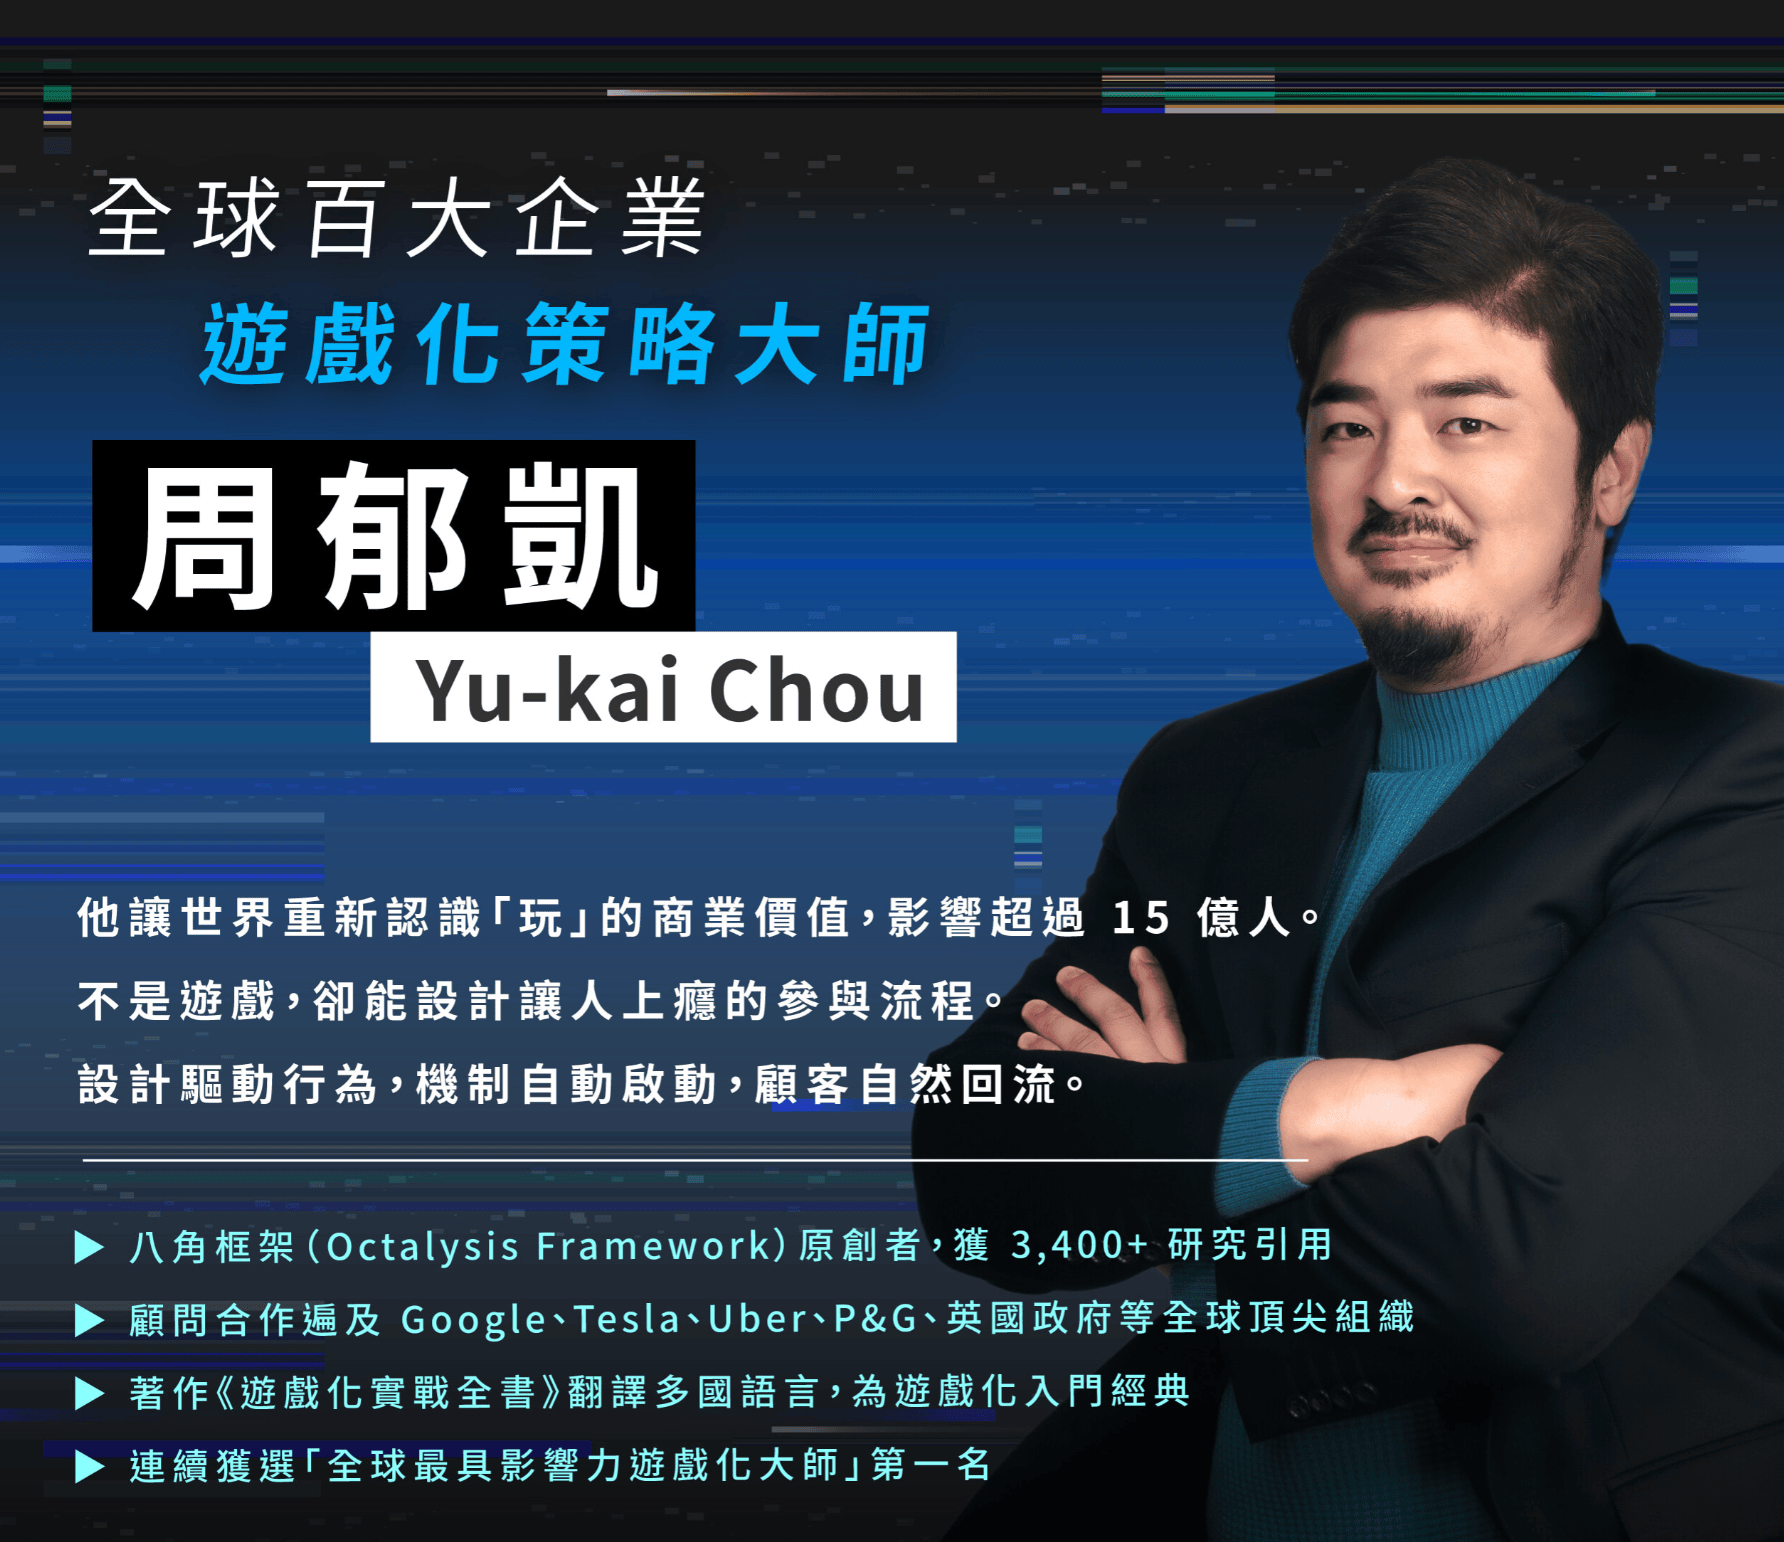 全球百大企業
遊戲化策略大師
周郁凱
Yu-kai Chou
他讓世界重新認識「玩」的商業價值，影響超過 15 億人。
不是遊戲，卻能設計讓人上癮的參與流程。
設計驅動行為，機制自動啟動，顧客自然回流。
▶ 八角框架（Octalysis Framework）原創者，獲 3,400+ 研究引用
▶ 顧問合作遍及 Google、Tesla、Uber、P&G、英國政府等全球頂尖組織
▶ 著作《遊戲化實戰全書》翻譯多國語言，為遊戲化入門經典
▶ 連續獲選「全球最具影響力遊戲化大師」第一名